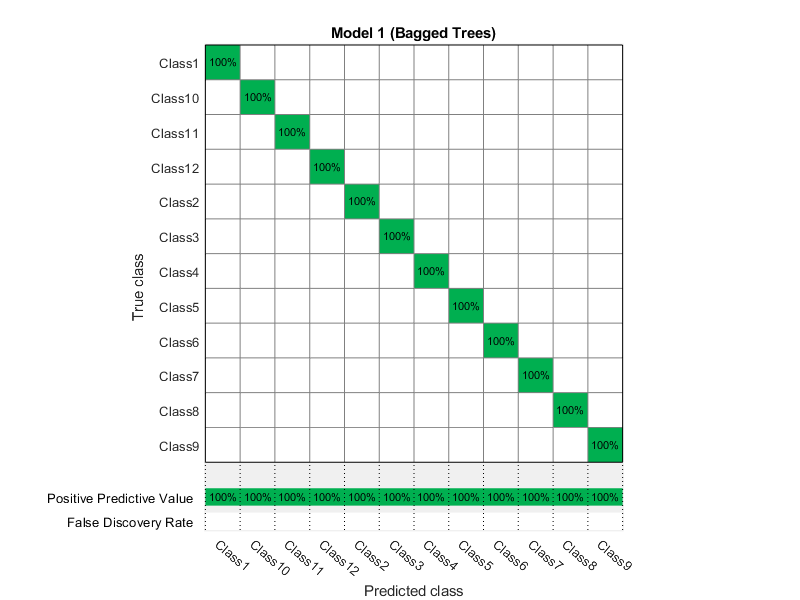 Model 1 (Bagged Trees)
True class
Class1 100%
Class10 100%
Class11 100%
Class12 100%
Class2 100%
Class3 100%
Class4 100%
Class5 100%
Class6 100%
Class7 100%
Class8 100%
Class9 100%
Positive Predictive Value 100% 100% 100% 100% 100% 100% 100% 100% 100% 100% 100% 100%
False Discovery Rate
Class1 Class10 Class11 Class12 Class2 Class3 Class4 Class5 Class6 Class7 Class8 Class9
Predicted class